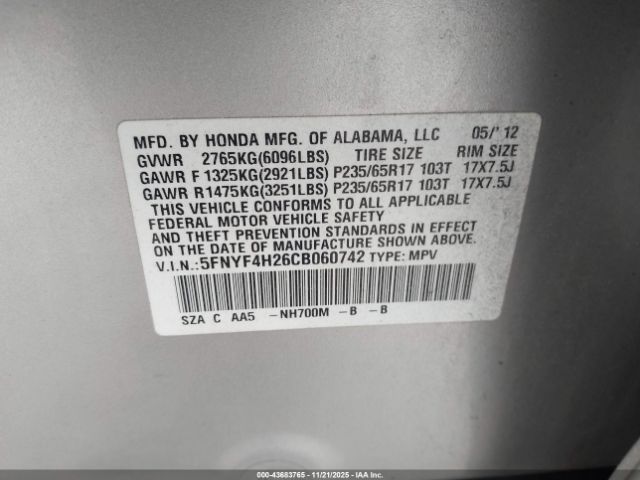 MFD. BY HONDA MFG. OF ALABAMA, LLC 05/'12
GVWR 2765KG(6096LBS) TIRE SIZE RIM SIZE
GAWR F 1325KG(2921LBS) P235/65R17 103T 17X7.5J
GAWR R 1475KG(3251LBS) P235/65R17 103T 17X7.5J
THIS VEHICLE CONFORMS TO ALL APPLICABLE
FEDERAL MOTOR VEHICLE SAFETY
AND THEFT PREVENTION STANDARDS IN EFFECT
ON THE DATE OF MANUFACTURE SHOWN ABOVE.
V.I.N.:5FNYF4H26CB060742 TYPE: MPV
SZA C AA5 -NH700M -B -B
000-43683765 - 11/21/2025 - IAA Inc.